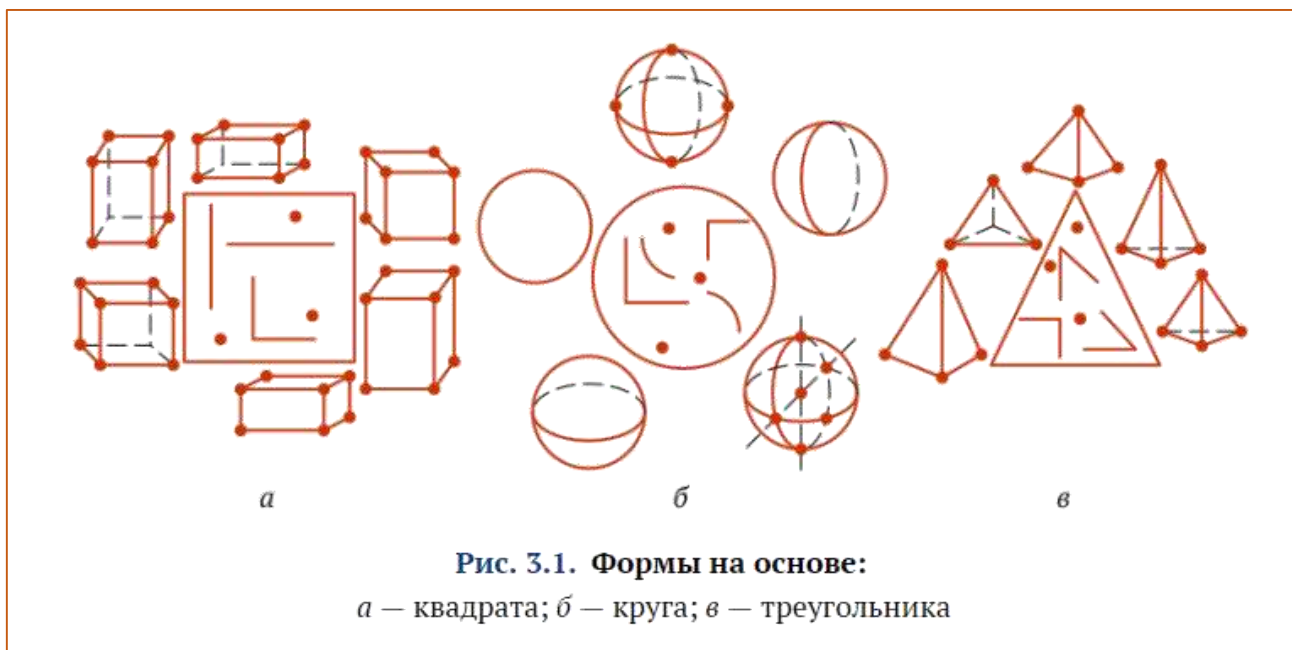 а
б
в
Рис. 3.1. Формы на основе:
а — квадрата; б — круга; в — треугольника